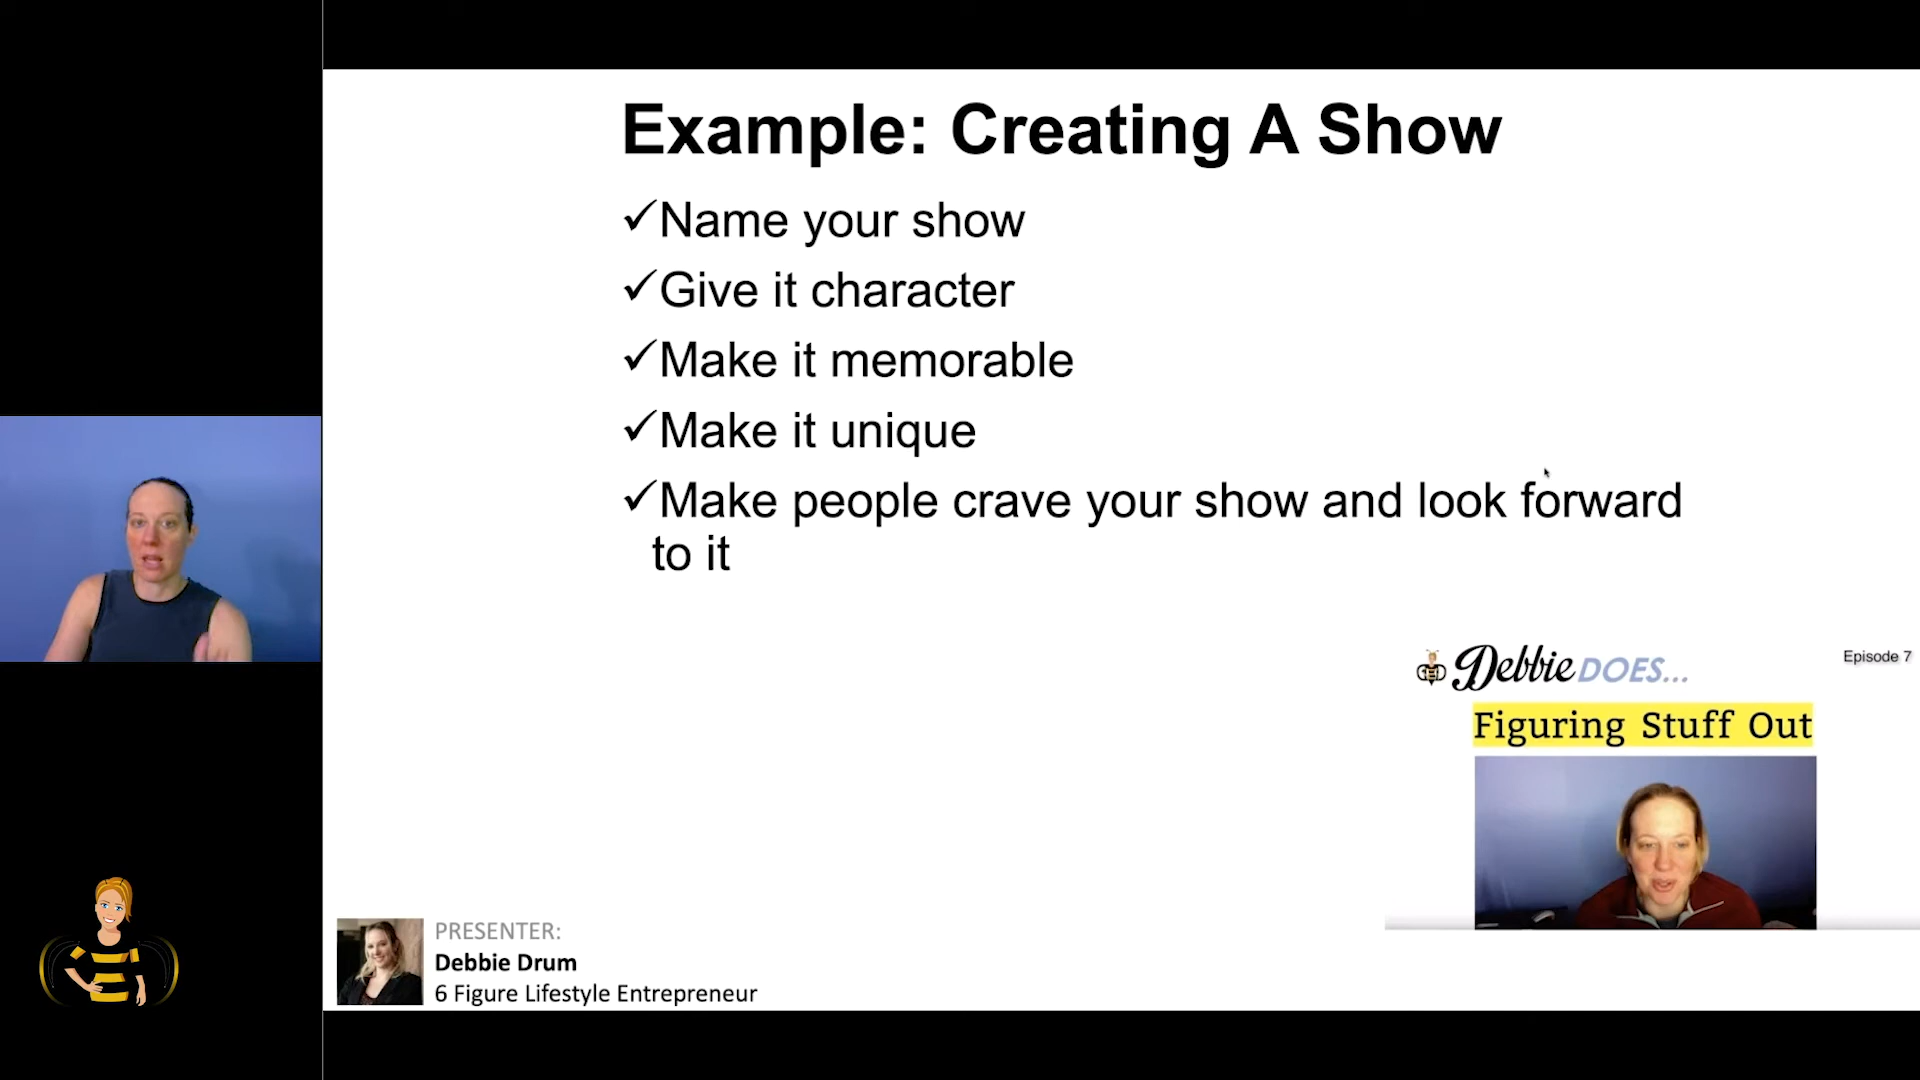 Example: Creating A Show
✓Name your show
✓Give it character
✓Make it memorable
✓Make it unique
✓Make people crave your show and look forward
to it
Debbie DOES...
Episode 7
Figuring Stuff Out
PRESENTER:
Debbie Drum
6 Figure Lifestyle Entrepreneur